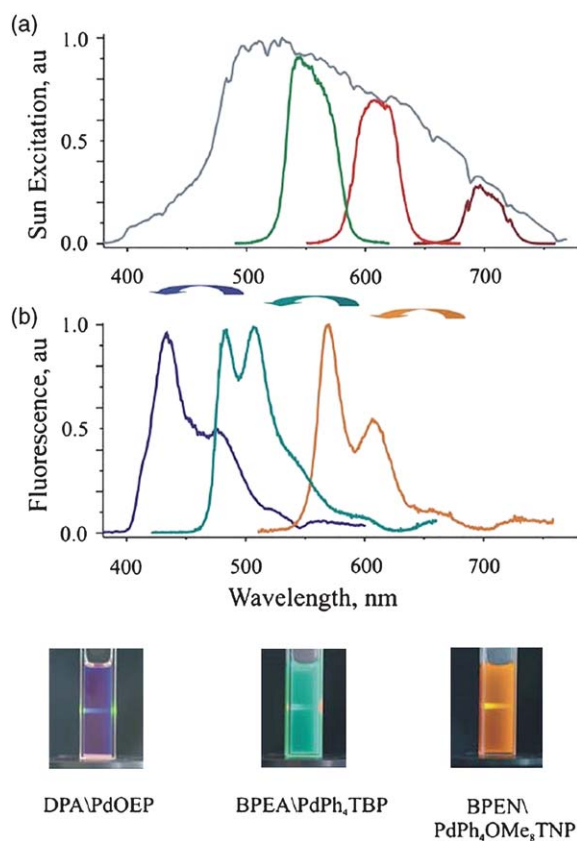 (a)
Sun Excitation, au
1.0
0.5
0.0
400 500 600 700
(b)
Fluorescence, au
1.0
0.5
0.0
400 500 600 700
Wavelength, nm
DPA\PdOEP
BPEA\PdPh₄TBP
BPEN\
PdPh₄OMe₈TNP